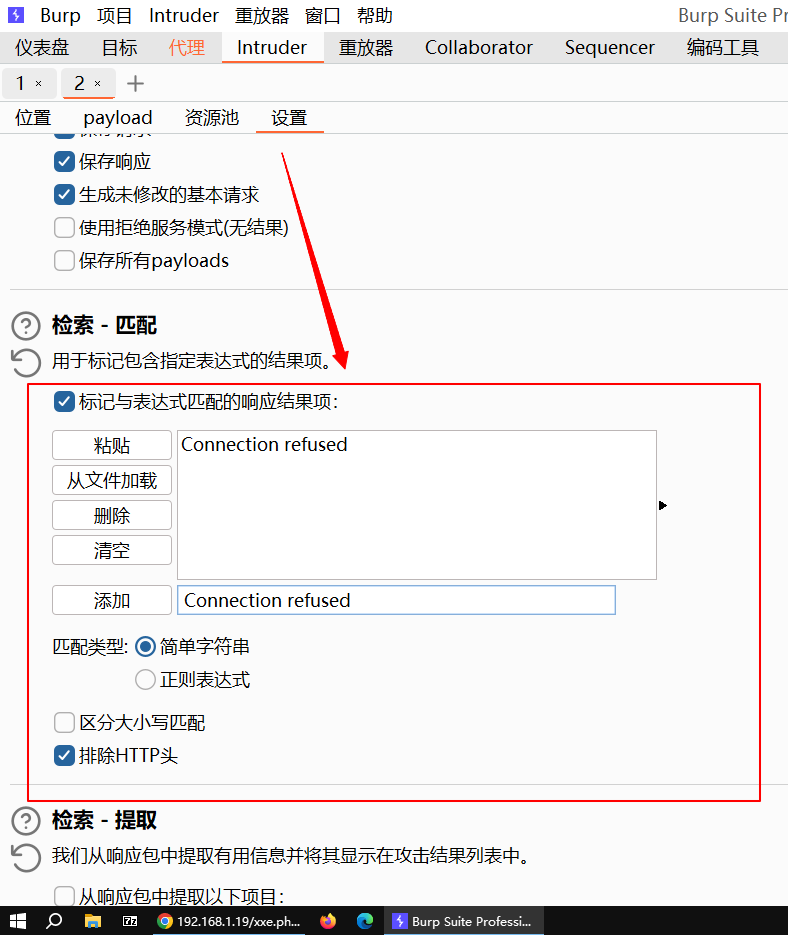 Burp 项目 Intruder 重放器 窗口 帮助 Burp Suite Pr
仪表盘 目标 代理 Intruder 重放器 Collaborator Sequencer 编码工具
1 × 2 × +
位置 payload 资源池 设置
保存请求
保存响应
生成未修改的基本请求
使用拒绝服务模式(无结果)
保存所有payloads
检索 - 匹配
用于标记包含指定表达式的结果项。
标记与表达式匹配的响应结果项:
粘贴 Connection refused
从文件加载
删除
清空
添加 Connection refused
匹配类型: 简单字符串
正则表达式
区分大小写匹配
排除HTTP头
检索 - 提取
我们从响应包中提取有用信息并将其显示在攻击结果列表中。
从响应包中提取以下项目:
192.168.1.19/xxe.ph... Burp Suite Professi...